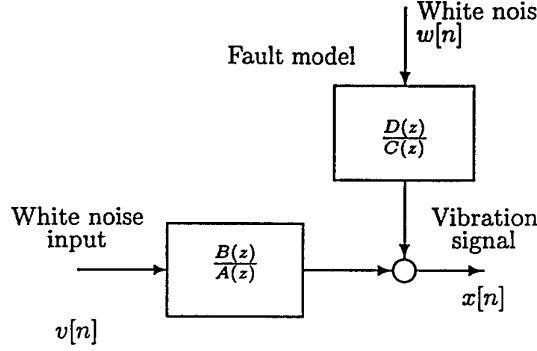 White nois
w[n]
Fault model
D(z)
C(z)
White noise
input
B(z)
A(z)
Vibration
signal
x[n]
v[n]